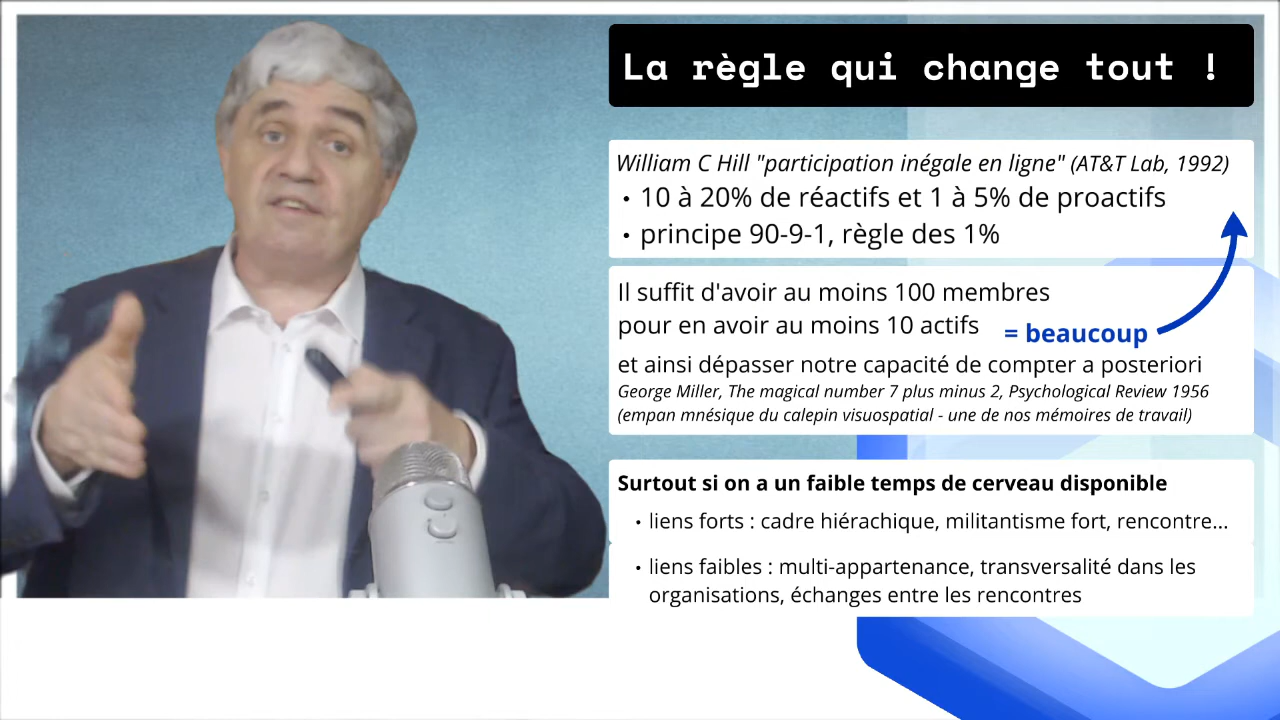 La règle qui change tout !
William C Hill "participation inégale en ligne" (AT&T Lab, 1992)
• 10 à 20% de réactifs et 1 à 5% de proactifs
• principe 90-9-1, règle des 1%
Il suffit d'avoir au moins 100 membres
pour en avoir au moins 10 actifs = beaucoup
et ainsi dépasser notre capacité de compter a posteriori
George Miller, The magical number 7 plus minus 2, Psychological Review 1956
(empan mnésique du calepin visuospatial - une de nos mémoires de travail)
Surtout si on a un faible temps de cerveau disponible
• liens forts : cadre hiérachique, militantisme fort, rencontre...
• liens faibles : multi-appartenance, transversalité dans les
organisations, échanges entre les rencontres